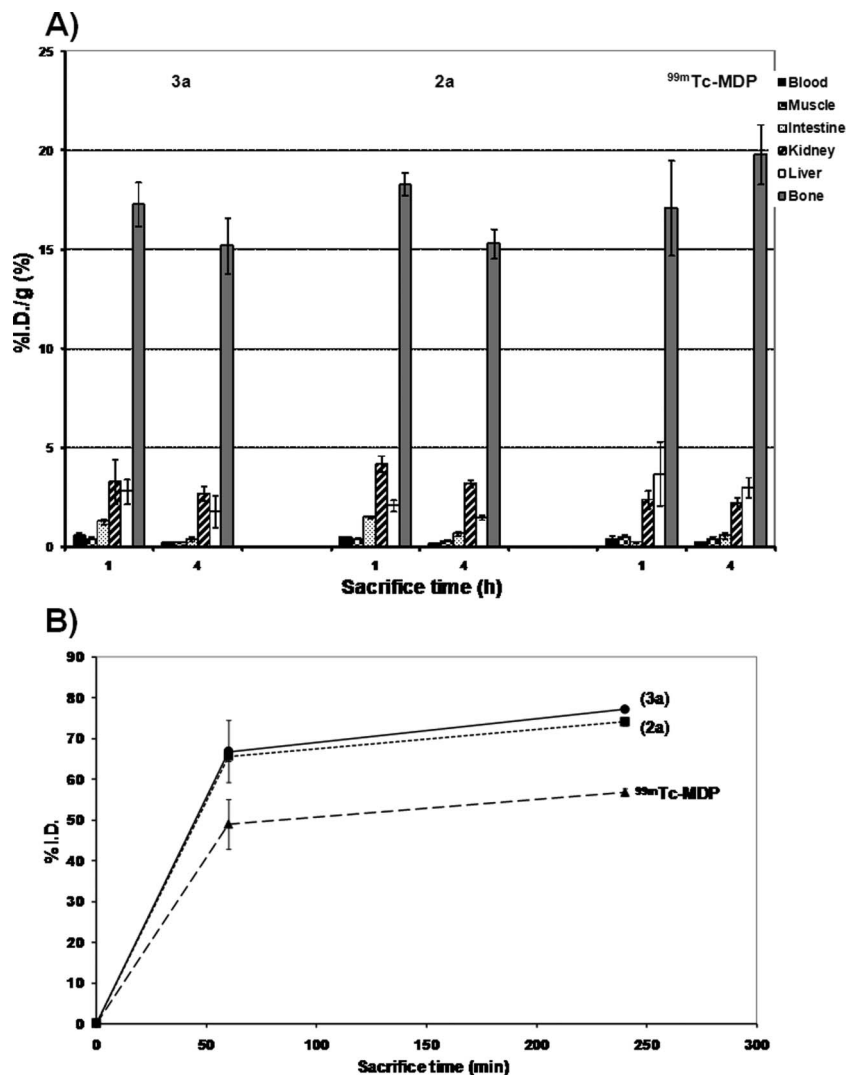 A)
25
20
15
10
5
0
%I.D./g (%)
3a
2a
99mTc-MDP
Blood
Muscle
Intestine
Kidney
Liver
Bone
1 4 1 4 1 4
Sacrifice time (h)
B)
90
80
70
60
50
40
30
20
10
0
% I.D.
(3a)
(2a)
99mTc-MDP
0 50 100 150 200 250 300
Sacrifice time (min)